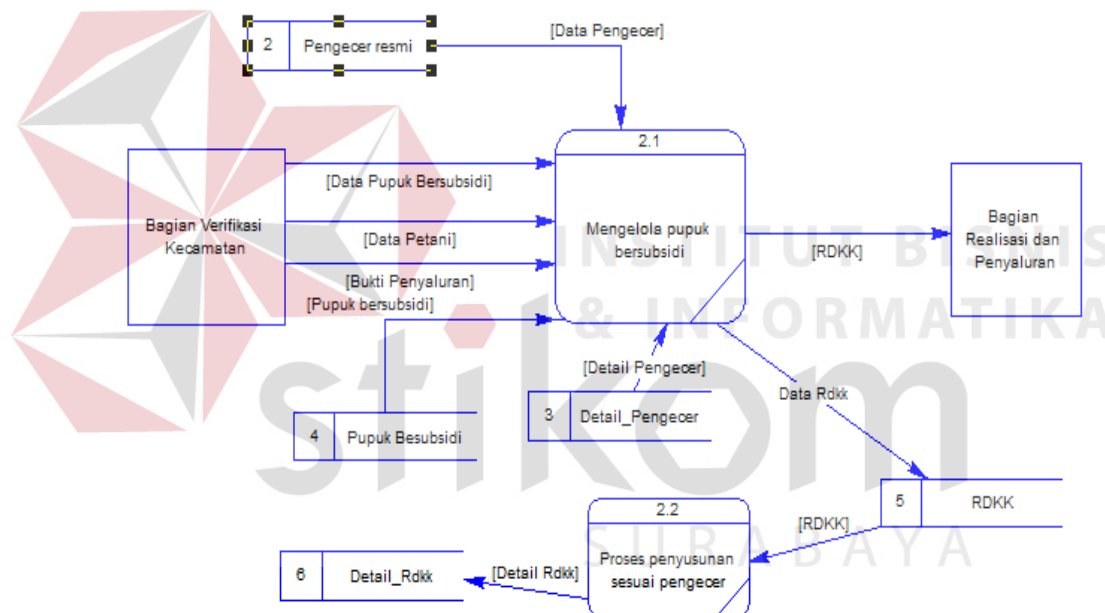 2
Pengecer resmi
[Data Pengecer]
2.1
Mengelola pupuk
bersubsidi
Bagian Verifikasi
Kecamatan
[Data Pupuk Bersubsidi]
[Data Petani]
[Bukti Penyaluran]
[Pupuk bersubsidi]
[RDKK]
Bagian
Realisasi dan
Penyaluran
INSTITUT BISNIS
& INFORMATIKA
stikom
SURABAYA
[Detail Pengecer]
3
Detail_Pengecer
4
Pupuk Besubsidi
Data Rdkk
5
RDKK
[RDKK]
2.2
Proses penyusunan
sesuai pengecer
[Detail Rdkk]
6
Detail_Rdkk